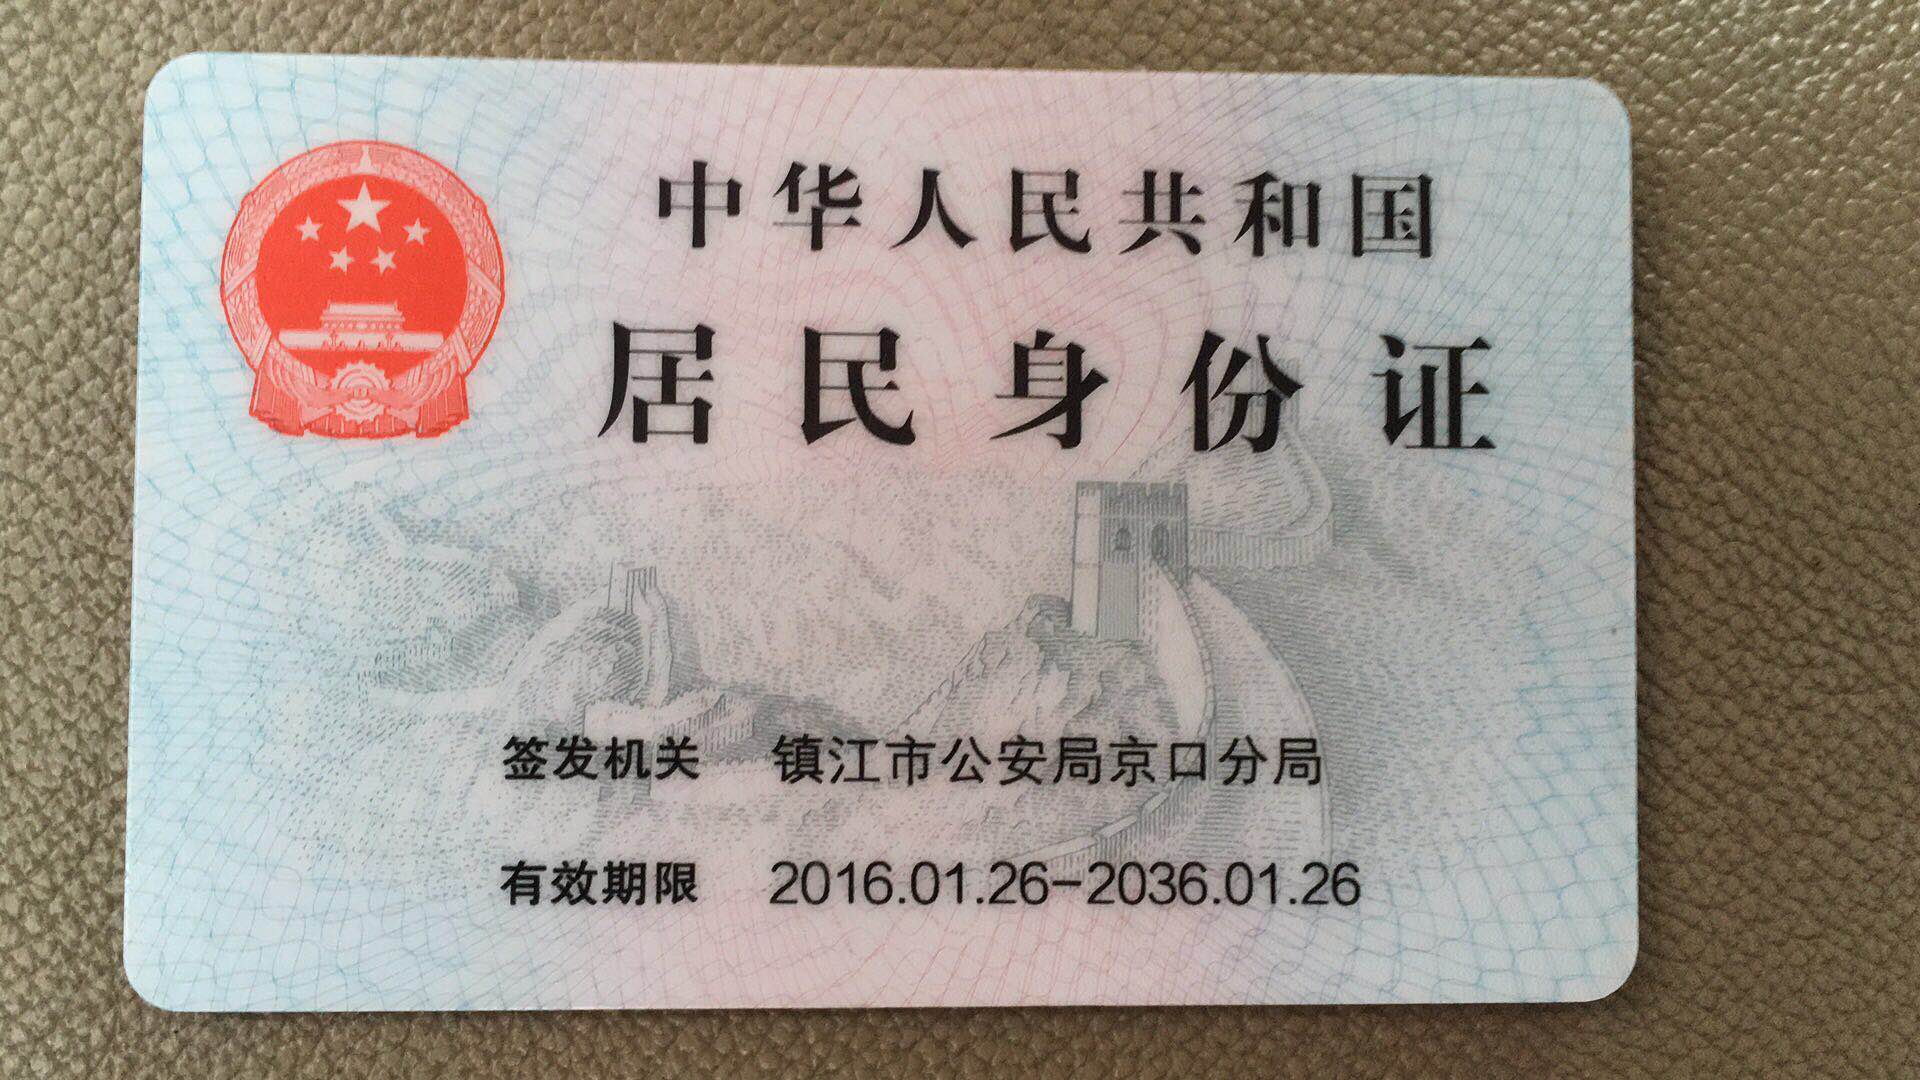 中华人民共和国
居民身份证
签发机关 镇江市公安局京口分局
有效期限 2016.01.26-2036.01.26